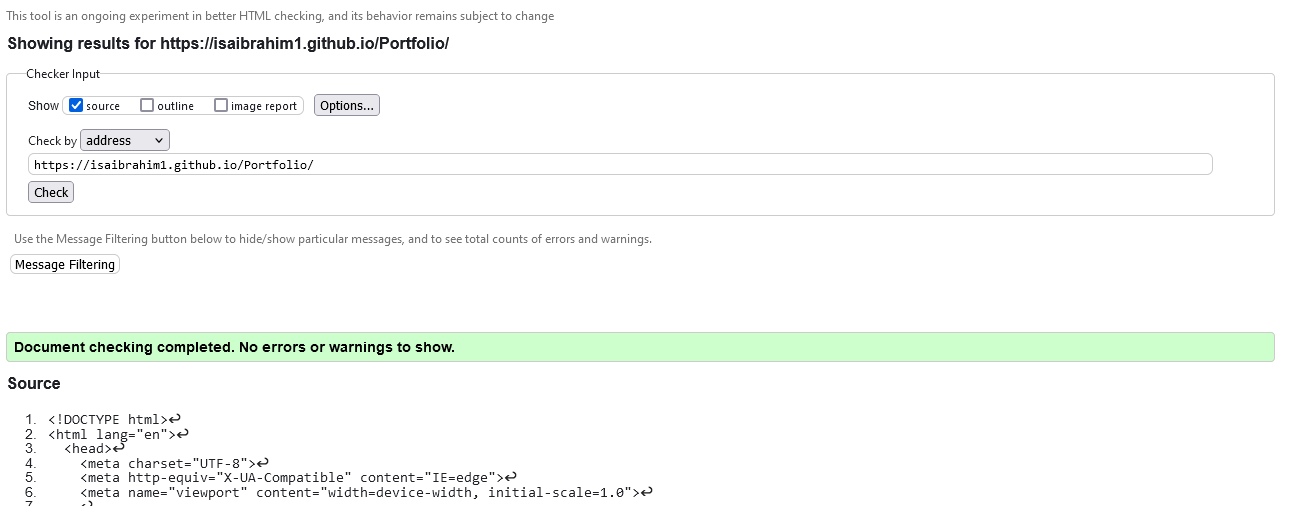 This tool is an ongoing experiment in better HTML checking, and its behavior remains subject to change
Showing results for https://isaibrahim1.github.io/Portfolio/
Checker Input
Show source outline image report Options...
Check by address
https://isaibrahim1.github.io/Portfolio/
Check
Use the Message Filtering button below to hide/show particular messages, and to see total counts of errors and warnings.
Message Filtering
Document checking completed. No errors or warnings to show.
Source
1. <!DOCTYPE html>↩
2. <html lang="en">↩
3. <head>↩
4. <meta charset="UTF-8">↩
5. <meta http-equiv="X-UA-Compatible" content="IE=edge">↩
6. <meta name="viewport" content="width=device-width, initial-scale=1.0">↩
7. ↩